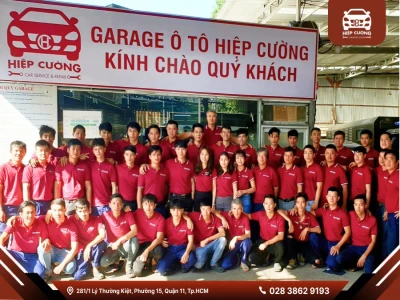 HIỆP CƯỜNG
CAR SERVICE & REPAIR
GARAGE Ô TÔ HIỆP CƯỜNG
KÍNH CHÀO QUÝ KHÁCH
HIỆP CƯỜNG
281/1 Lý Thường Kiệt, Phường 15, Quận 11, Tp.HCM
028 3862 9193